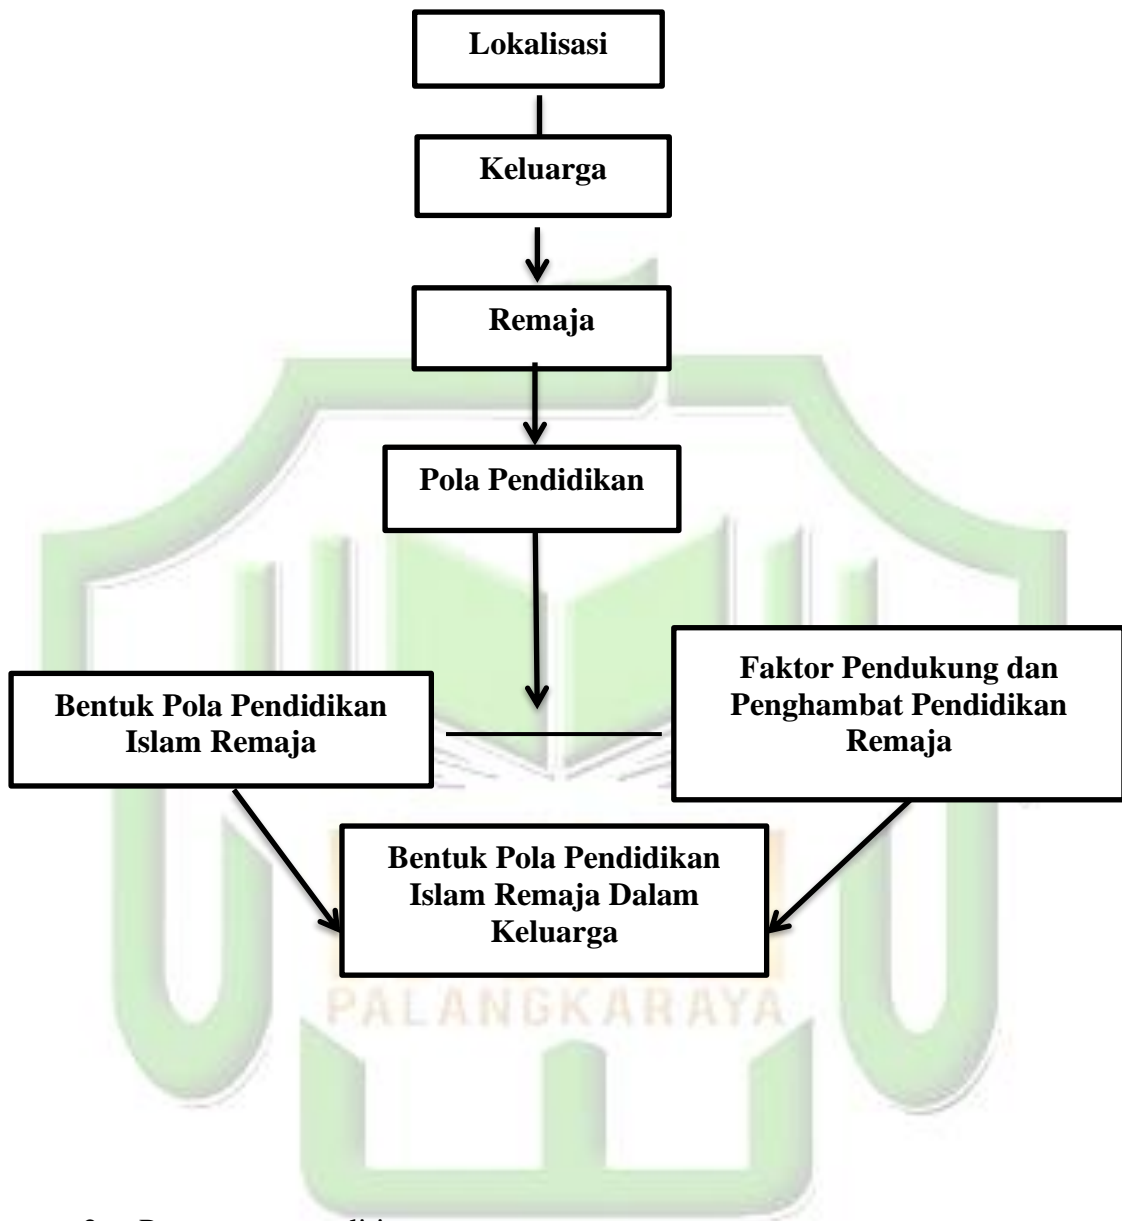 Lokalisasi
Keluarga
Remaja
Pola Pendidikan
Bentuk Pola Pendidikan
Islam Remaja
Faktor Pendukung dan
Penghambat Pendidikan
Remaja
Bentuk Pola Pendidikan
Islam Remaja Dalam
Keluarga
PALANGKARAYA